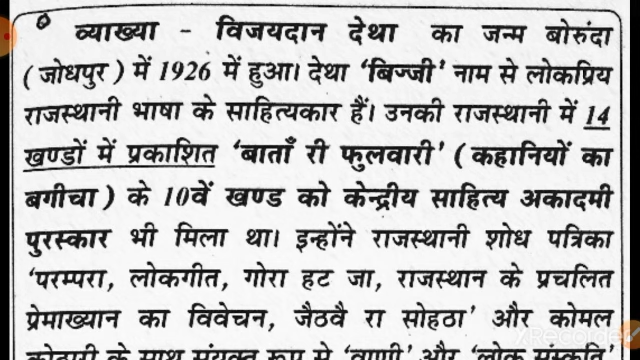 व्याख्या - विजयदान देथा का जन्म बोरुंदा
(जोधपुर) में 1926 में हुआ। देथा 'बिज्जी' नाम से लोकप्रिय
राजस्थानी भाषा के साहित्यकार हैं। उनकी राजस्थानी में 14
खण्डों में प्रकाशित 'बाताँ री फुलवारी' (कहानियों का
बगीचा) के 10वें खण्ड को केन्द्रीय साहित्य अकादमी
पुरस्कार भी मिला था। इन्होंने राजस्थानी शोध पत्रिका
'परम्परा, लोकगीत, गोरा हट जा, राजस्थान के प्रचलित
प्रेमाख्यान का विवेचन, जैठवै रा सोहठा' और कोमल
कोठारी के साथ संयुक्त रूप से 'वाणी' और 'लोक